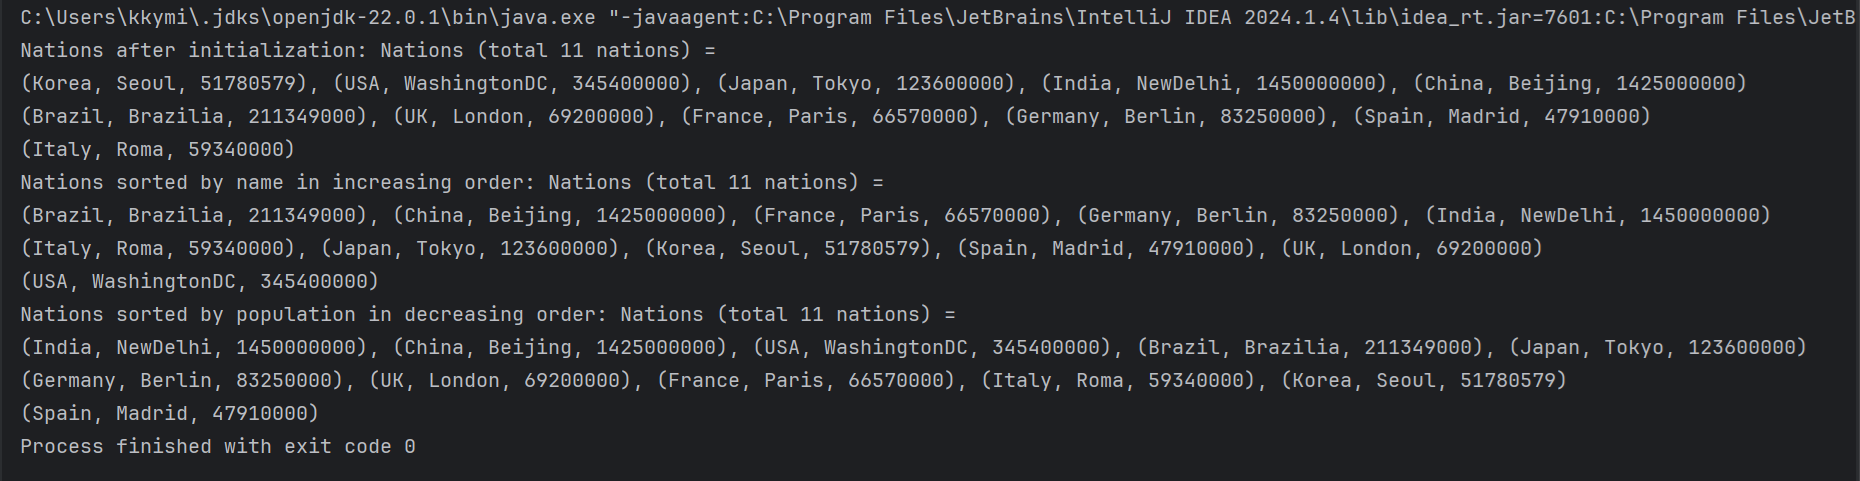 C:\Users\kkymi\.jdks\openjdk-22.0.1\bin\java.exe "-javaagent:C:\Program Files\JetBrains\IntelliJ IDEA 2024.1.4\lib\idea_rt.jar=7601:C:\Program Files\JetB
Nations after initialization: Nations (total 11 nations) =
(Korea, Seoul, 51780579), (USA, WashingtonDC, 345400000), (Japan, Tokyo, 123600000), (India, NewDelhi, 1450000000), (China, Beijing, 1425000000)
(Brazil, Brazilia, 211349000), (UK, London, 69200000), (France, Paris, 66570000), (Germany, Berlin, 83250000), (Spain, Madrid, 47910000)
(Italy, Roma, 59340000)
Nations sorted by name in increasing order: Nations (total 11 nations) =
(Brazil, Brazilia, 211349000), (China, Beijing, 1425000000), (France, Paris, 66570000), (Germany, Berlin, 83250000), (India, NewDelhi, 1450000000)
(Italy, Roma, 59340000), (Japan, Tokyo, 123600000), (Korea, Seoul, 51780579), (Spain, Madrid, 47910000), (UK, London, 69200000)
(USA, WashingtonDC, 345400000)
Nations sorted by population in decreasing order: Nations (total 11 nations) =
(India, NewDelhi, 1450000000), (China, Beijing, 1425000000), (USA, WashingtonDC, 345400000), (Brazil, Brazilia, 211349000), (Japan, Tokyo, 123600000)
(Germany, Berlin, 83250000), (UK, London, 69200000), (France, Paris, 66570000), (Italy, Roma, 59340000), (Korea, Seoul, 51780579)
(Spain, Madrid, 47910000)
Process finished with exit code 0